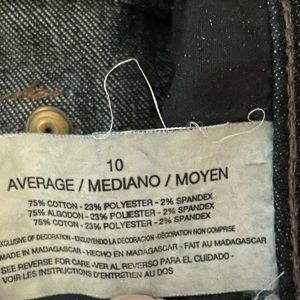 10
AVERAGE / MEDIANO / MOYEN
75% COTTON - 23% POLYESTER - 2% SPANDEX
75% ALGODON - 23% POLYESTER - 2% SPANDEX
75% COTON - 23% POLYESTER - 2% SPANDEX
EXCLUSIVE OF DECORATION - EXCLUYENDO LA DECORACION - DÉCORATION NON COMPRISE
MADE IN MADAGASCAR - HECHO EN MADAGASCAR - FAIT AU MADAGASCAR
SEE REVERSE FOR CARE - VER AL REVERSO PARA EL CUIDADO -
VOIR LES INSTRUCTIONS D'ENTRETIEN AU DOS